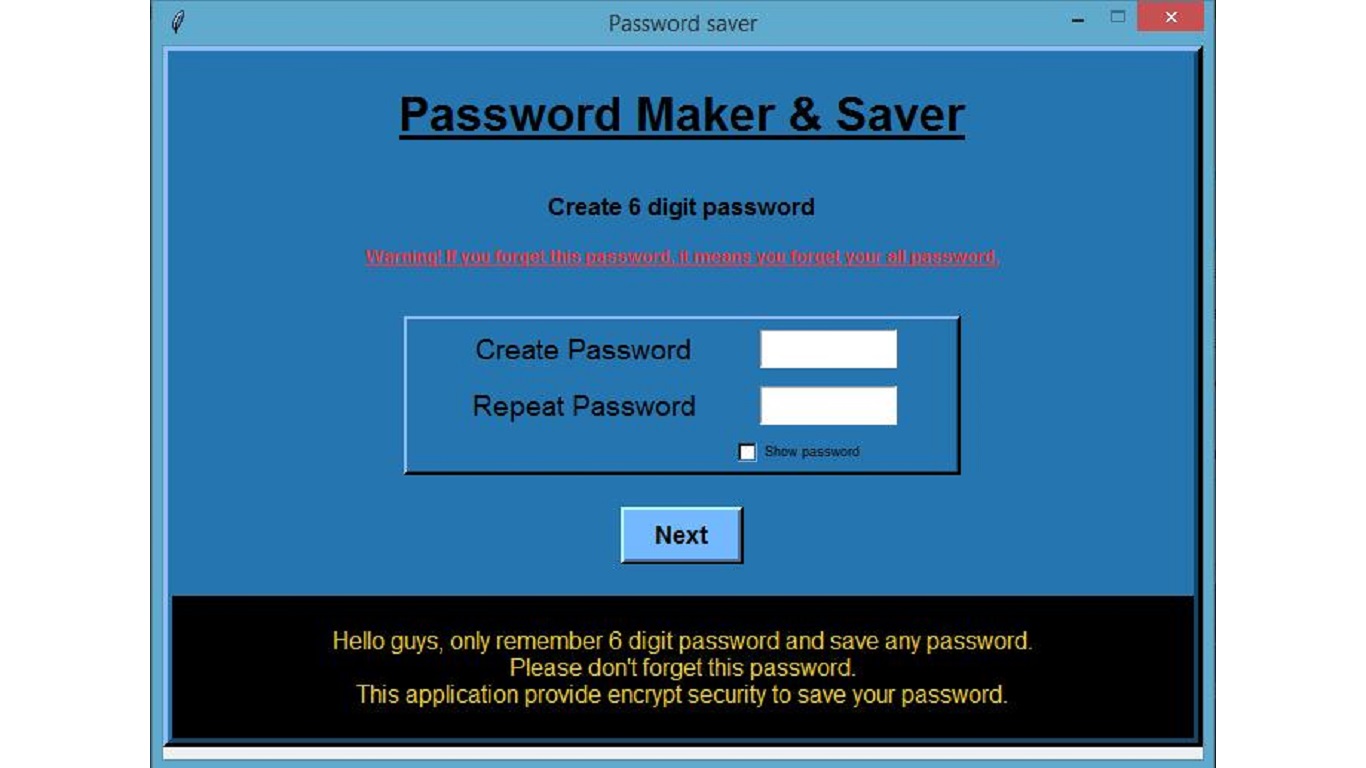 Password saver
Password Maker & Saver
Create 6 digit password
Warning! If you forget this password, it means you forget your all password.
Create Password
Repeat Password
Show password
Next
Hello guys, only remember 6 digit password and save any password.
Please don't forget this password.
This application provide encrypt security to save your password.